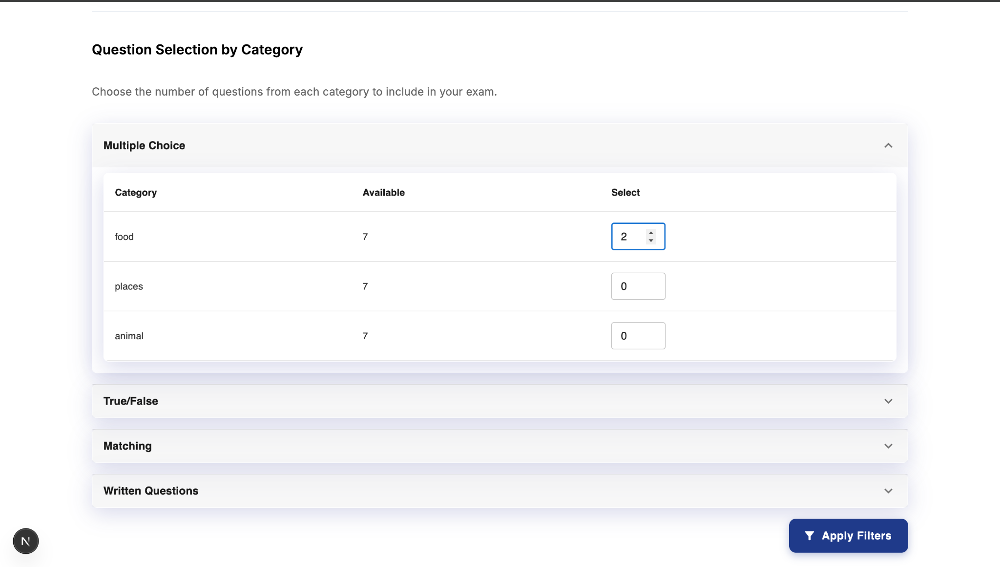 Question Selection by Category
Choose the number of questions from each category to include in your exam.
Multiple Choice
Category Available Select
food 7 2
places 7 0
animal 7 0
True/False
Matching
Written Questions
Apply Filters
N